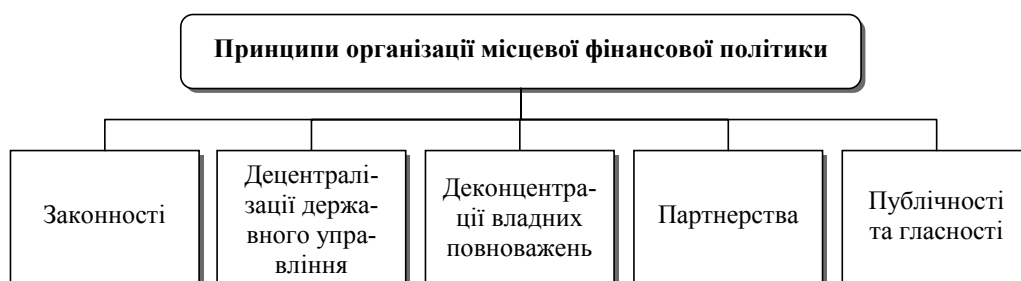 Принципи організації місцевої фінансової політики
Законності
Децентралі-
зації держа-
вного упра-
вління
Деконцентра-
ції владних
повноважень
Партнерства
Публічності
та гласності